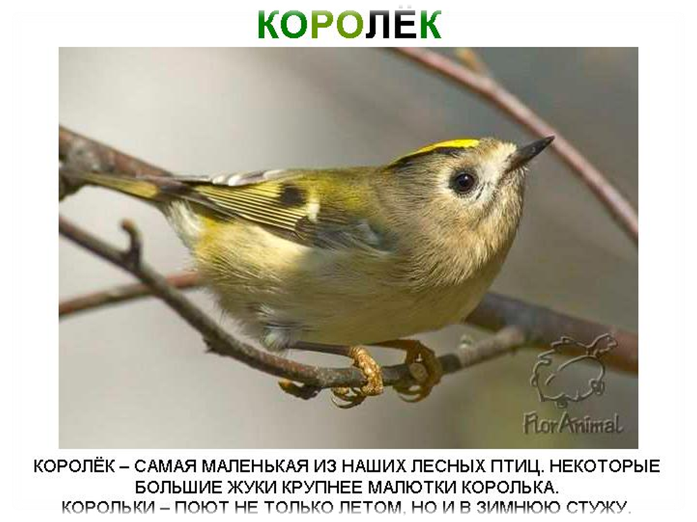 КОРОЛЁК
FlorAnimal
КОРОЛЁК – САМАЯ МАЛЕНЬКАЯ ИЗ НАШИХ ЛЕСНЫХ ПТИЦ. НЕКОТОРЫЕ
БОЛЬШИЕ ЖУКИ КРУПНЕЕ МАЛЮТКИ КОРОЛЬКА.
КОРОЛЬКИ – ПОЮТ НЕ ТОЛЬКО ЛЕТОМ, НО И В ЗИМНЮЮ СТУЖУ.